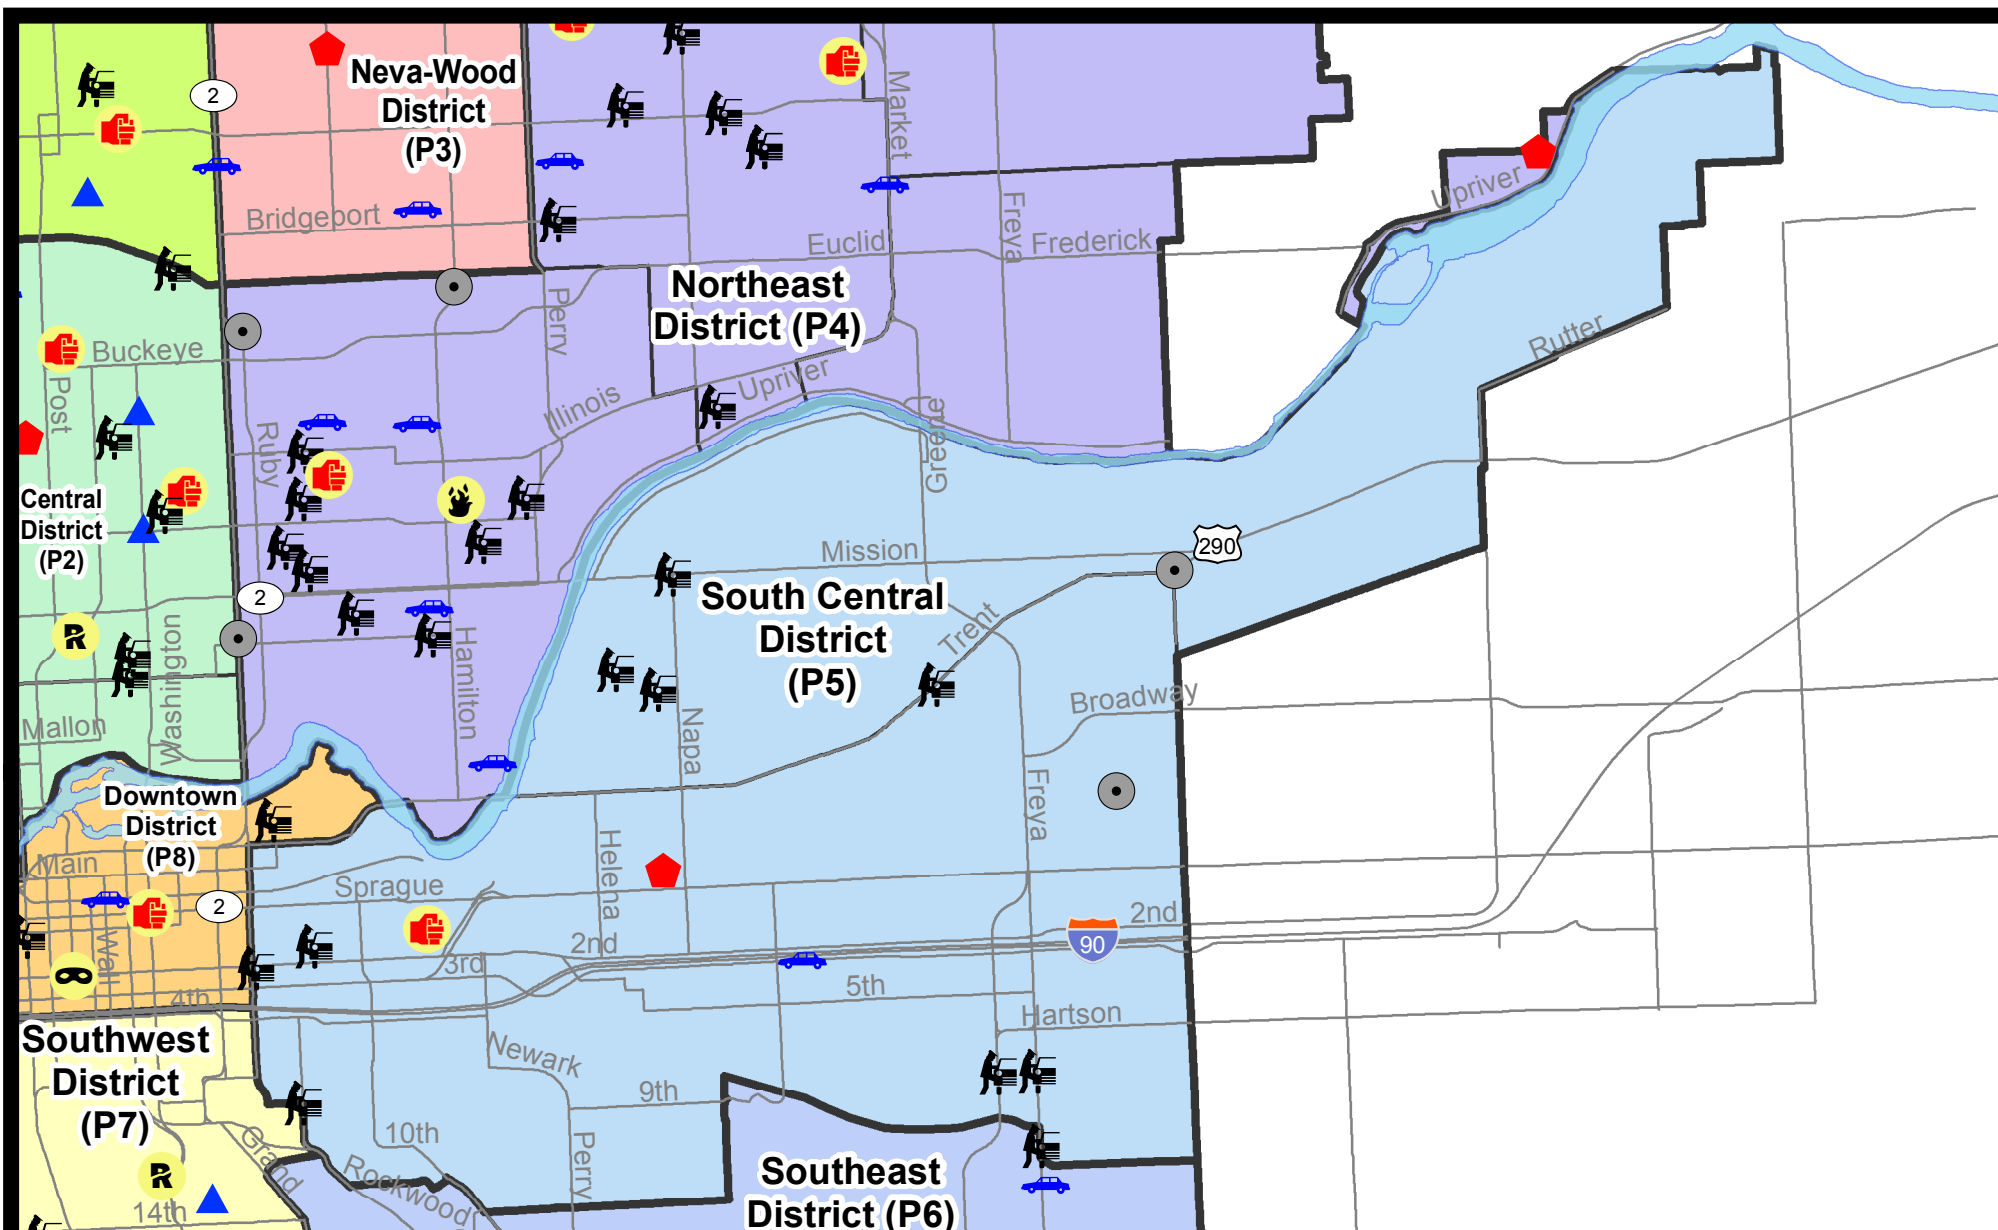 2
Neva-Wood
District
(P3)
Market
Upriver
Bridgeport
Freya
Euclid
Frederick
Northeast
District (P4)
Perry
Buckeye
Rutter
Post
Upriver
Illinois
Ruby
Greene
Central
District
(P2)
Mission
290
South Central
District
(P5)
2
Trent
Washington
Hamilton
Broadway
Mallon
Napa
Downtown
District
(P8)
Freya
Main
Helena
Sprague
2
2nd
Wall
2nd
90
3rd
4th
5th
Hartson
Southwest
District
(P7)
Newark
9th
10th
Grand
Perry
Rockwood
R
R
14th
Southeast
District (P6)